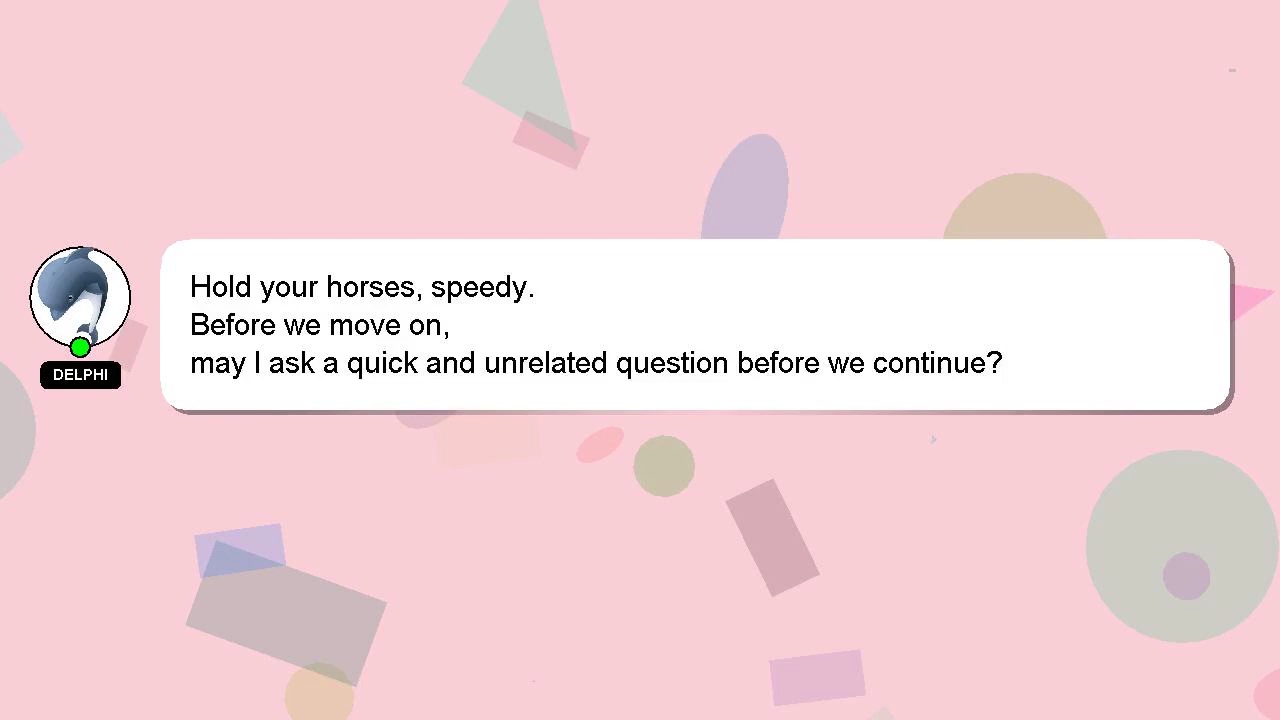 Hold your horses, speedy.
Before we move on,
may I ask a quick and unrelated question before we continue?
DELPHI